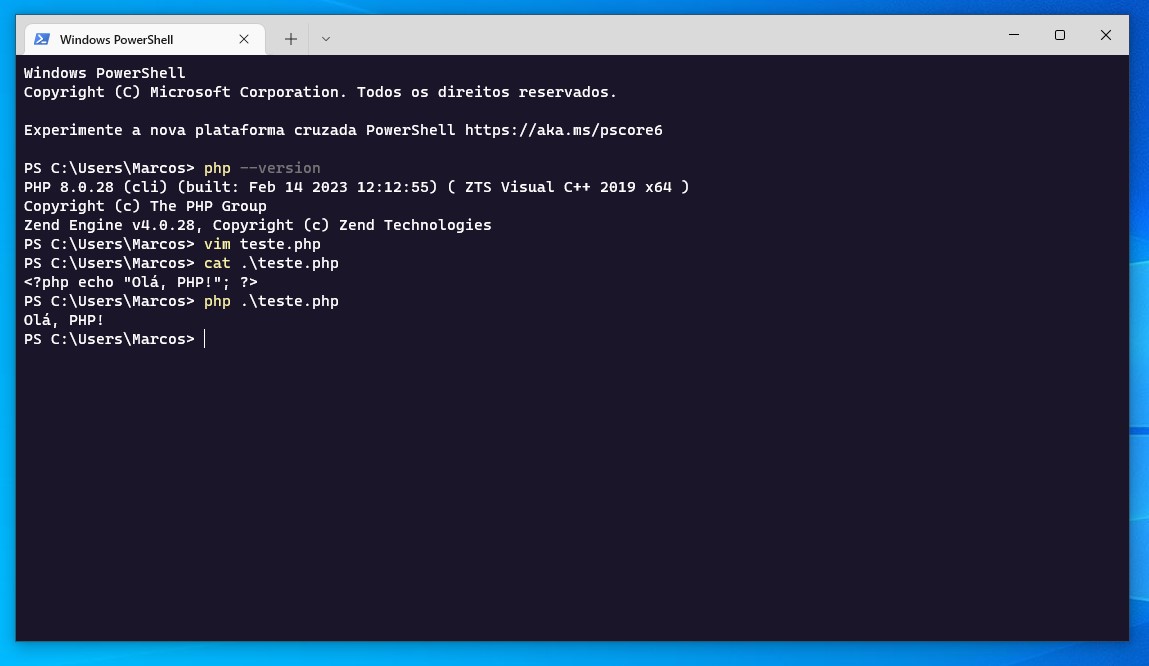 Windows PowerShell
Windows PowerShell
Copyright (C) Microsoft Corporation. Todos os direitos reservados.
Experimente a nova plataforma cruzada PowerShell https://aka.ms/pscore6
PS C:\Users\Marcos> php --version
PHP 8.0.28 (cli) (built: Feb 14 2023 12:12:55) ( ZTS Visual C++ 2019 x64 )
Copyright (c) The PHP Group
Zend Engine v4.0.28, Copyright (c) Zend Technologies
PS C:\Users\Marcos> vim teste.php
PS C:\Users\Marcos> cat .\teste.php
<?php echo "Olá, PHP!"; ?>
PS C:\Users\Marcos> php .\teste.php
Olá, PHP!
PS C:\Users\Marcos>